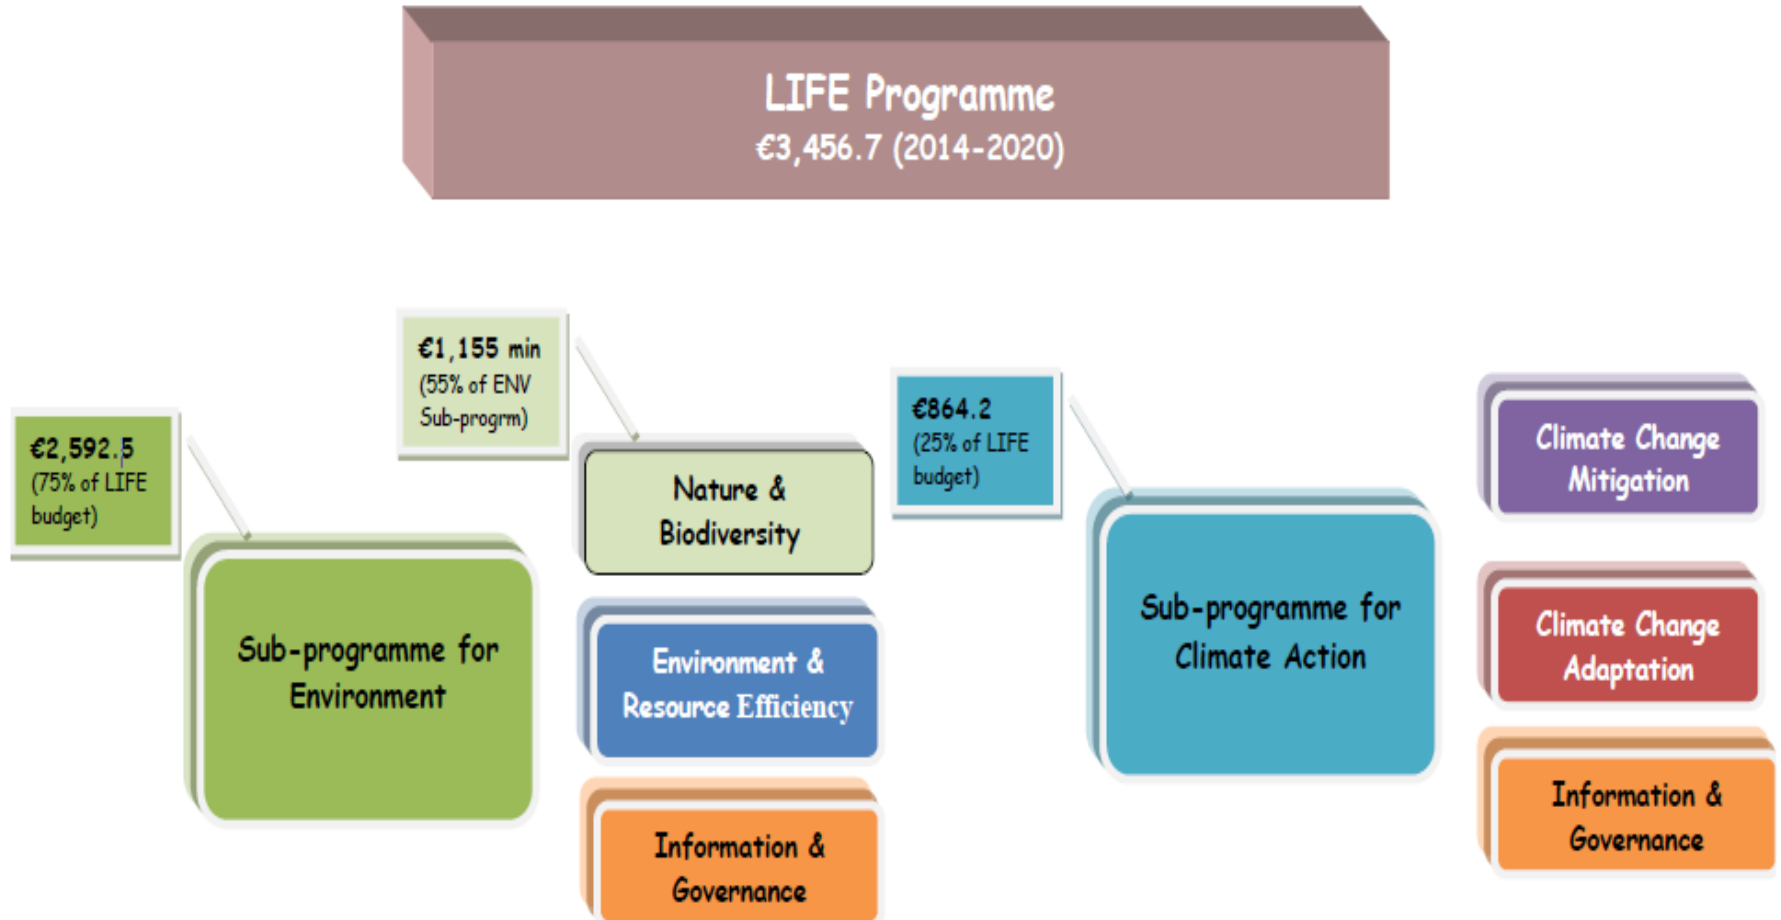 LIFE Programme
€3,456.7 (2014-2020)
€2,592.5
(75% of LIFE
budget)
Sub-programme for
Environment
€1,155 min
(55% of ENV
Sub-progrm)
Nature &
Biodiversity
Environment &
Resource Efficiency
Information &
Governance
€864.2
(25% of LIFE
budget)
Sub-programme for
Climate Action
Climate Change
Mitigation
Climate Change
Adaptation
Information &
Governance